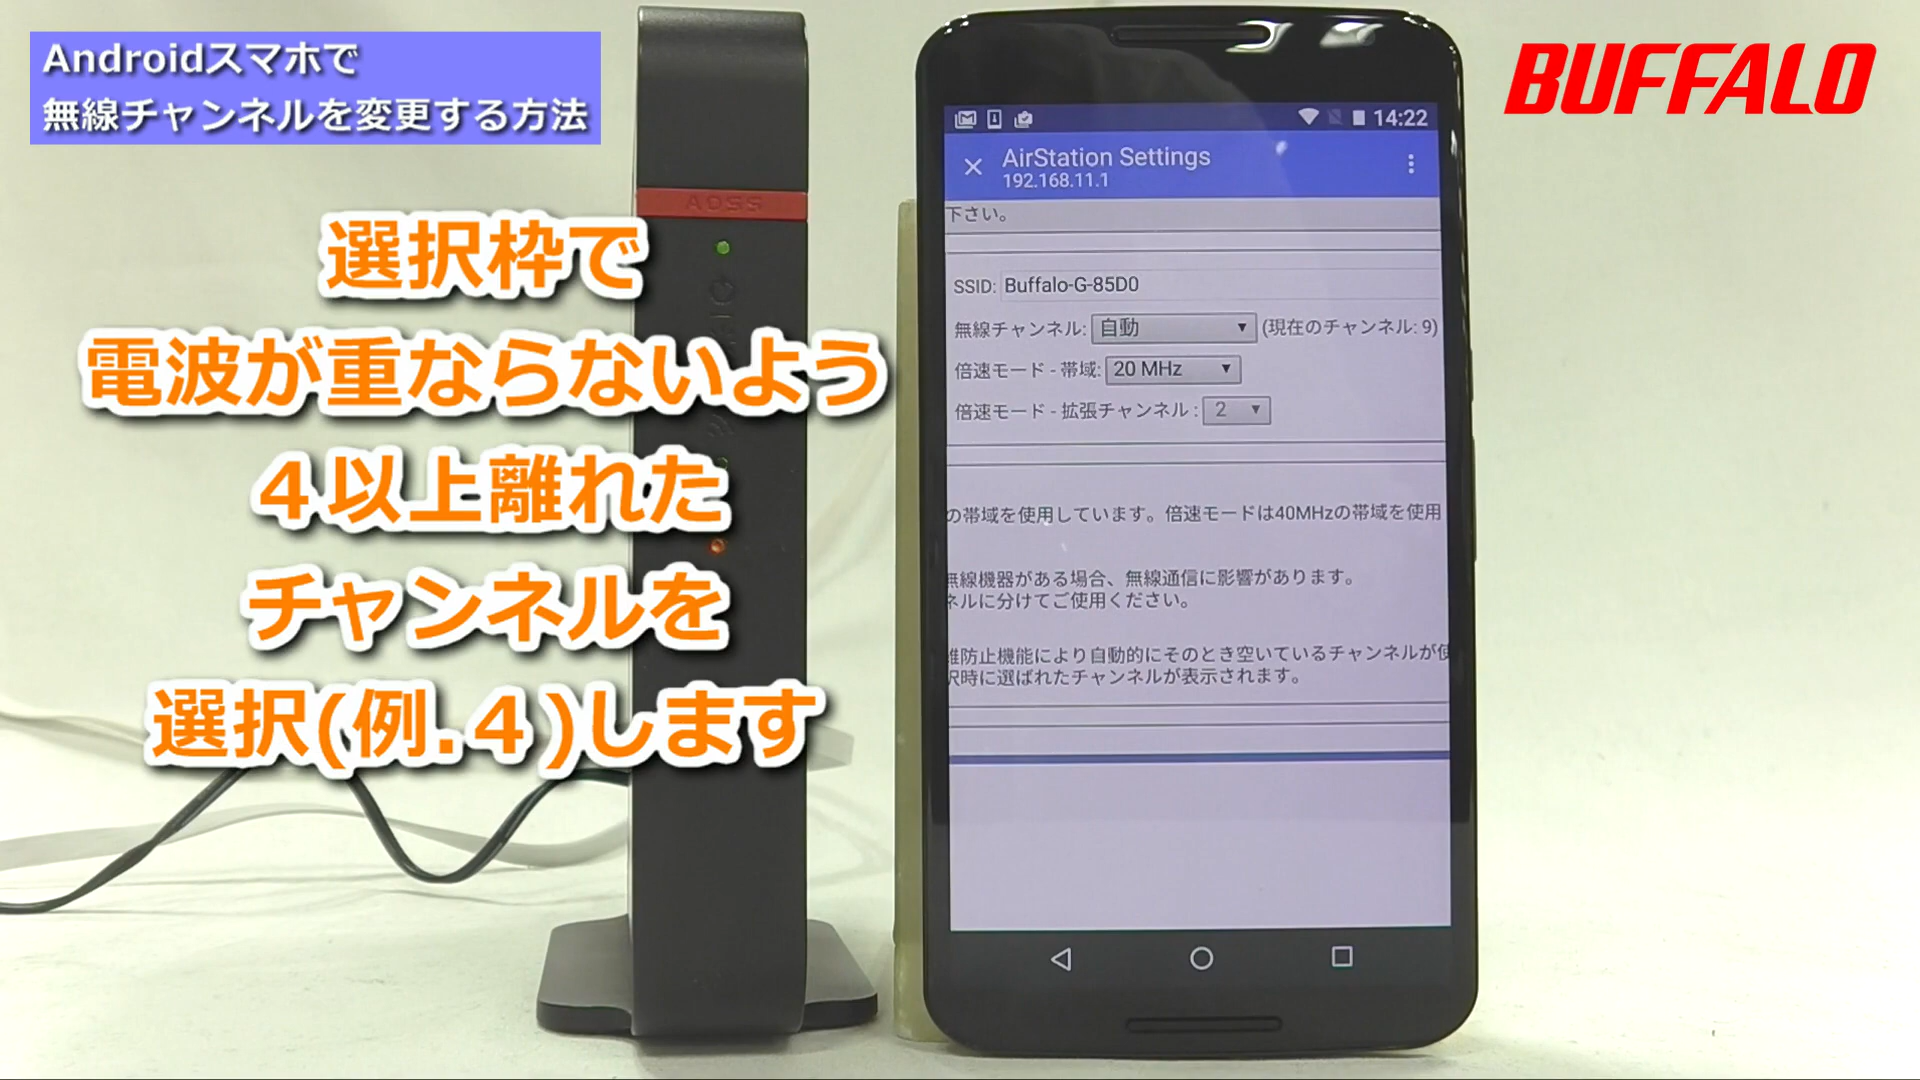 Androidスマホで
無線チャンネルを変更する方法
BUFFALO
選択枠で
電波が重ならないよう
４以上離れた
チャンネルを
選択(例.４)します
AOSS
14:22
AirStation Settings
192.168.11.1
下さい。
SSID: Buffalo-G-85D0
無線チャンネル: 自動 (現在のチャンネル: 9)
倍速モード - 帯域: 20 MHz
倍速モード - 拡張チャンネル : 2
の帯域を使用しています。倍速モードは40MHzの帯域を使用
無線機器がある場合、無線通信に影響があります。
ネルに分けてご使用ください。
防止機能により自動的にそのとき空いているチャンネルが使
択時に選ばれたチャンネルが表示されます。